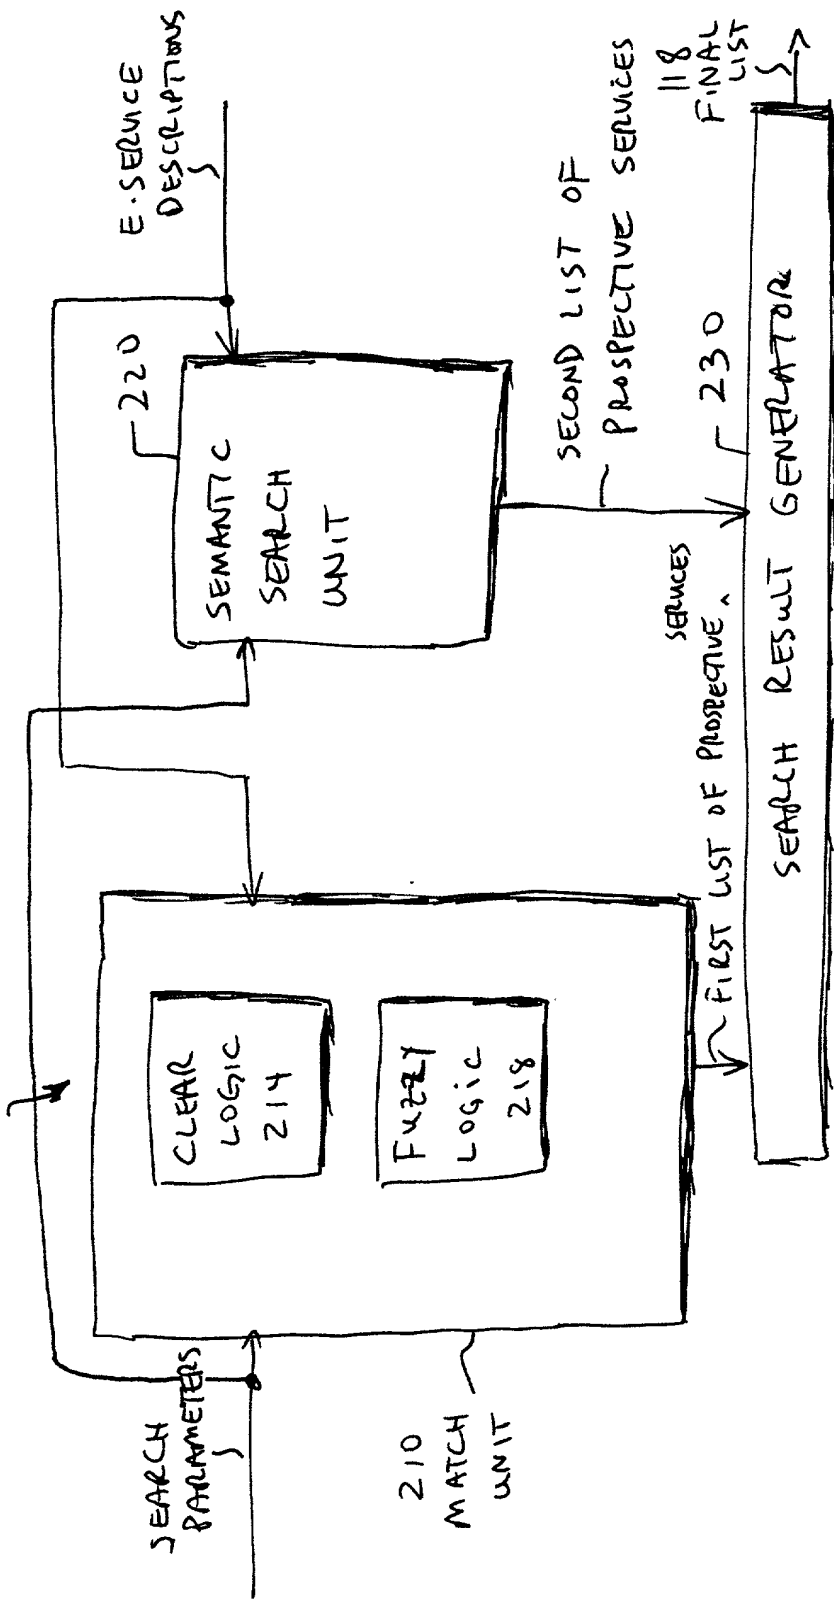 SEARCH
PARAMETERS
E-SERVICE
DESCRIPTIONS
220
SEMANTIC
SEARCH
UNIT
CLEAR
LOGIC
214
FUZZY
LOGIC
218
210
MATCH
UNIT
SECOND LIST OF
PROSPECTIVE SERVICES
SERVICES
FIRST LIST OF PROSPECTIVE ^
230
118
FINAL
LIST
SEARCH RESULT GENERATOR